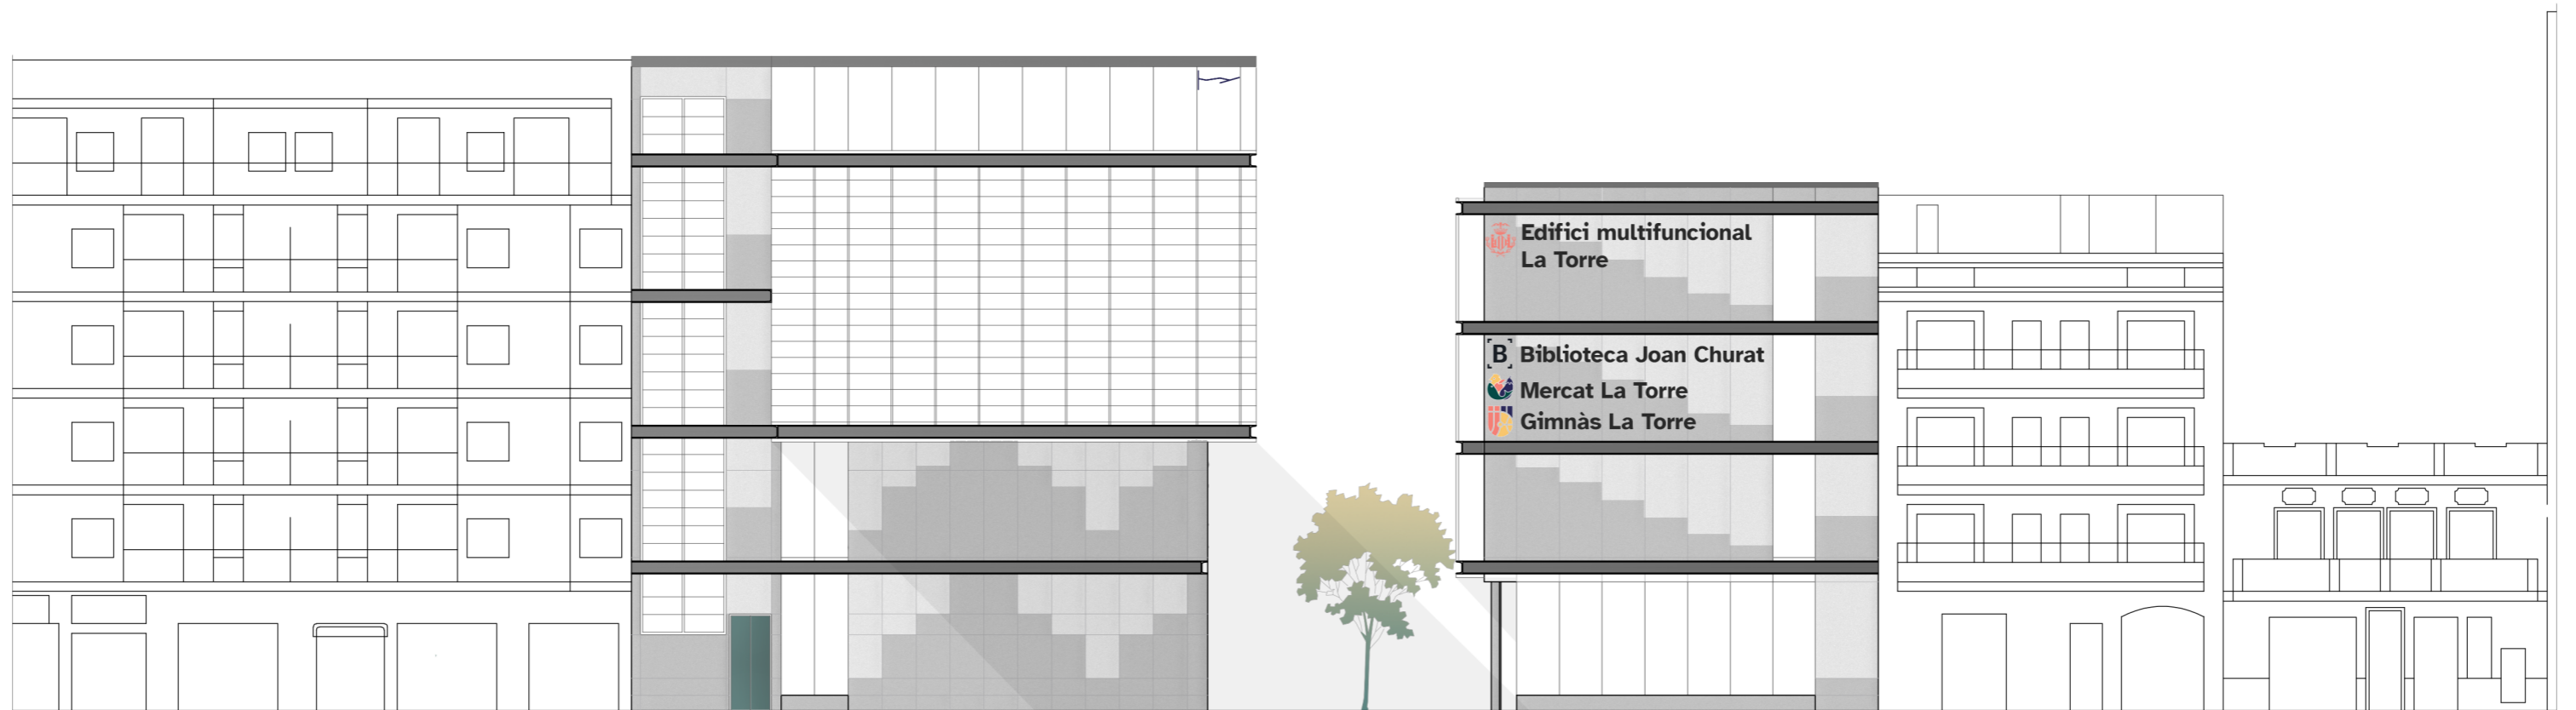 Edifici multifuncional
La Torre
B Biblioteca Joan Churat
Mercat La Torre
Gimnàs La Torre